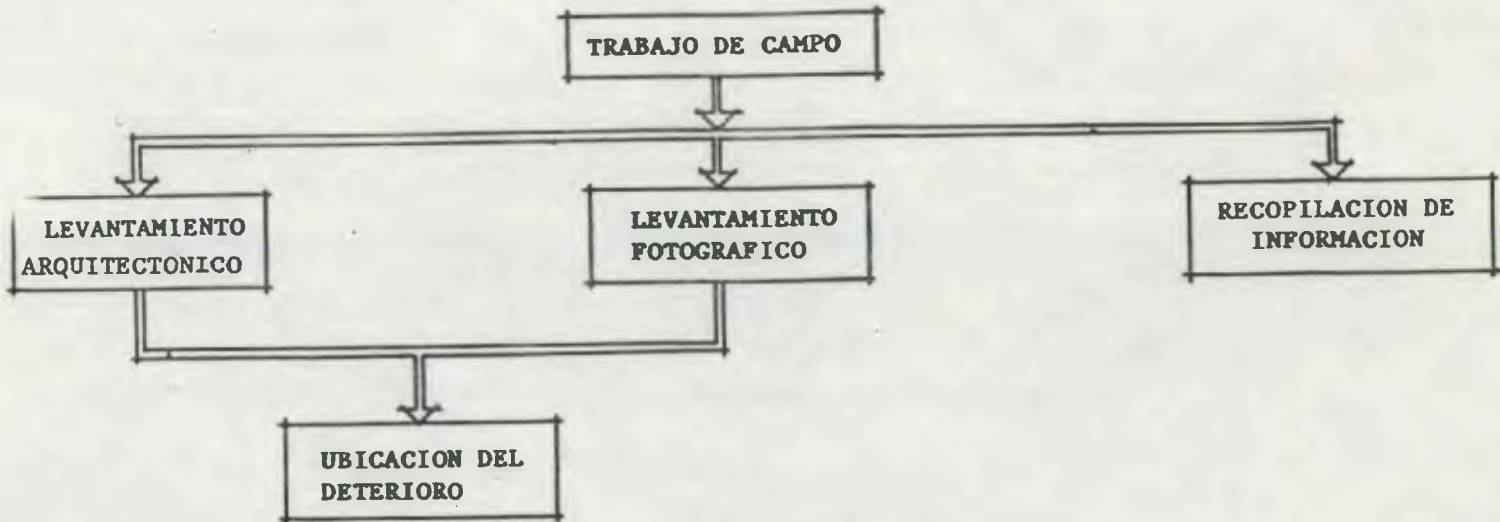 TRABAJO DE CAMPO
LEVANTAMIENTO
ARQUITECTONICO
LEVANTAMIENTO
FOTOGRAFICO
RECOPILACION DE
INFORMACION
UBICACION DEL
DETERIORO